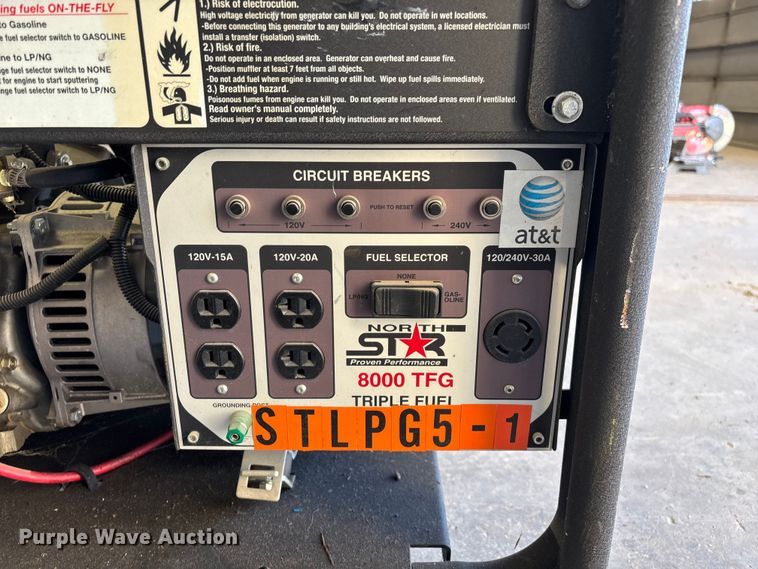 ing fuels ON-THE-FLY
to Gasoline
e fuel selector switch to GASOLINE
ne to LP/NG
nge fuel selector switch to NONE
t for engine to start sputtering
nge fuel selector switch to LP/NG
1.) Risk of electrocution.
High voltage electricity from generator can kill you. Do not operate in wet locations.
-Before connecting this generator to any building's electrical system, a licensed electrician must
install a transfer (isolation) switch.
2.) Risk of fire.
Do not operate in an enclosed area. Generator can overheat and cause fire.
-Position muffler at least 7 feet from all objects.
-Do not add fuel when engine is running or still hot. Wipe up fuel spills immediately.
3.) Breathing hazard.
Poisonous fumes from engine can kill you. Do not operate in enclosed areas even if ventilated.
Read owner's manual completely.
Serious injury or death can result if safety instructions are not followed.
CIRCUIT BREAKERS
PUSH TO RESET
120V
240V
at&t
120V-15A
120V-20A
FUEL SELECTOR
120/240V-30A
NONE
LP/NG
GAS-
OLINE
NORTH
STAR
Proven Performance
8000 TFG
TRIPLE FUEL
GROUNDING POST
STLPG5-1
Purple Wave Auction